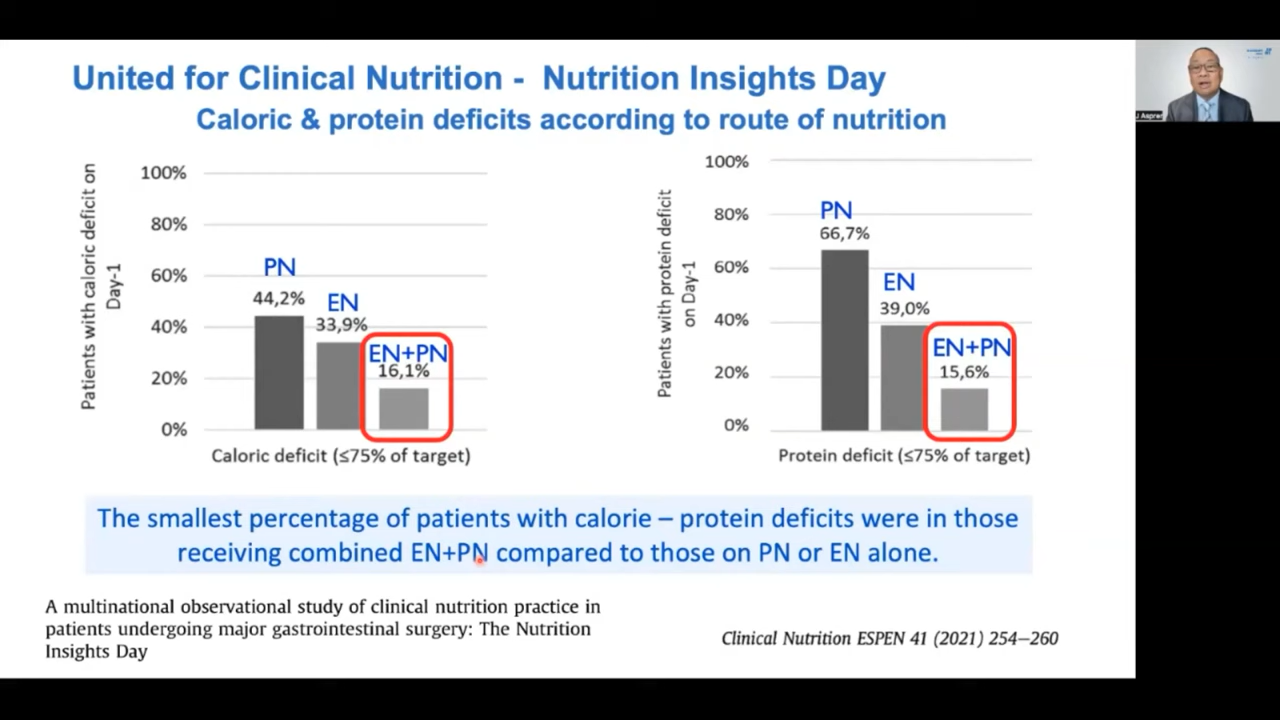 United for Clinical Nutrition - Nutrition Insights Day
Caloric & protein deficits according to route of nutrition
Patients with caloric deficit on
Day-1
100%
80%
60%
40%
20%
0%
PN
44,2%
EN
33,9%
EN+PN
16,1%
Caloric deficit (≤75% of target)
Patients with protein deficit
on Day-1
100%
80%
60%
40%
20%
0%
PN
66,7%
EN
39,0%
EN+PN
15,6%
Protein deficit (≤75% of target)
The smallest percentage of patients with calorie – protein deficits were in those
receiving combined EN+PN compared to those on PN or EN alone.
A multinational observational study of clinical nutrition practice in
patients undergoing major gastrointestinal surgery: The Nutrition
Insights Day
Clinical Nutrition ESPEN 41 (2021) 254–260